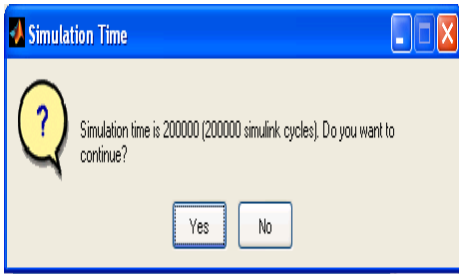 Simulation Time
?
Simulation time is 200000 (200000 simulink cycles). Do you want to
continue?
Yes No